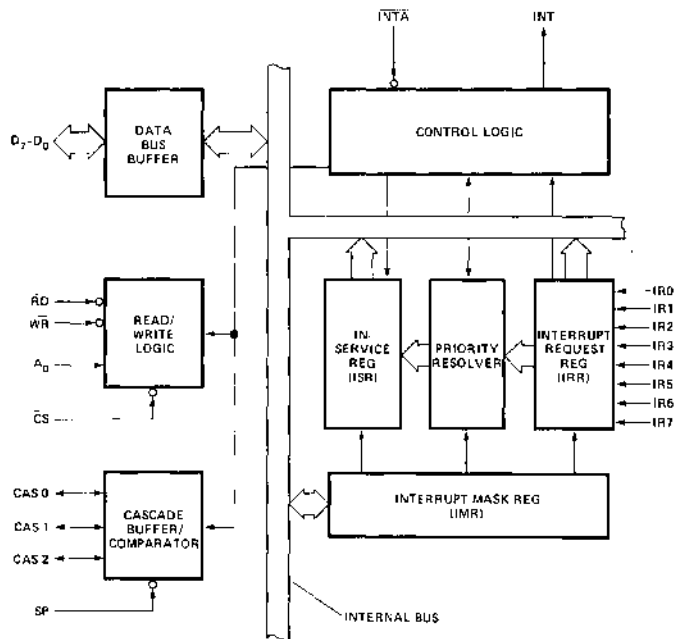 INTA
INT
D7-D0
DATA
BUS
BUFFER
CONTROL LOGIC
RD
WR
A0
CS
READ/
WRITE
LOGIC
IN-
SERVICE
REG
(ISR)
PRIORITY
RESOLVER
INTERRUPT
REQUEST
REG
(IRR)
IR0
IR1
IR2
IR3
IR4
IR5
IR6
IR7
CAS 0
CAS 1
CAS 2
CASCADE
BUFFER/
COMPARATOR
INTERRUPT MASK REG
(IMR)
SP
INTERNAL BUS